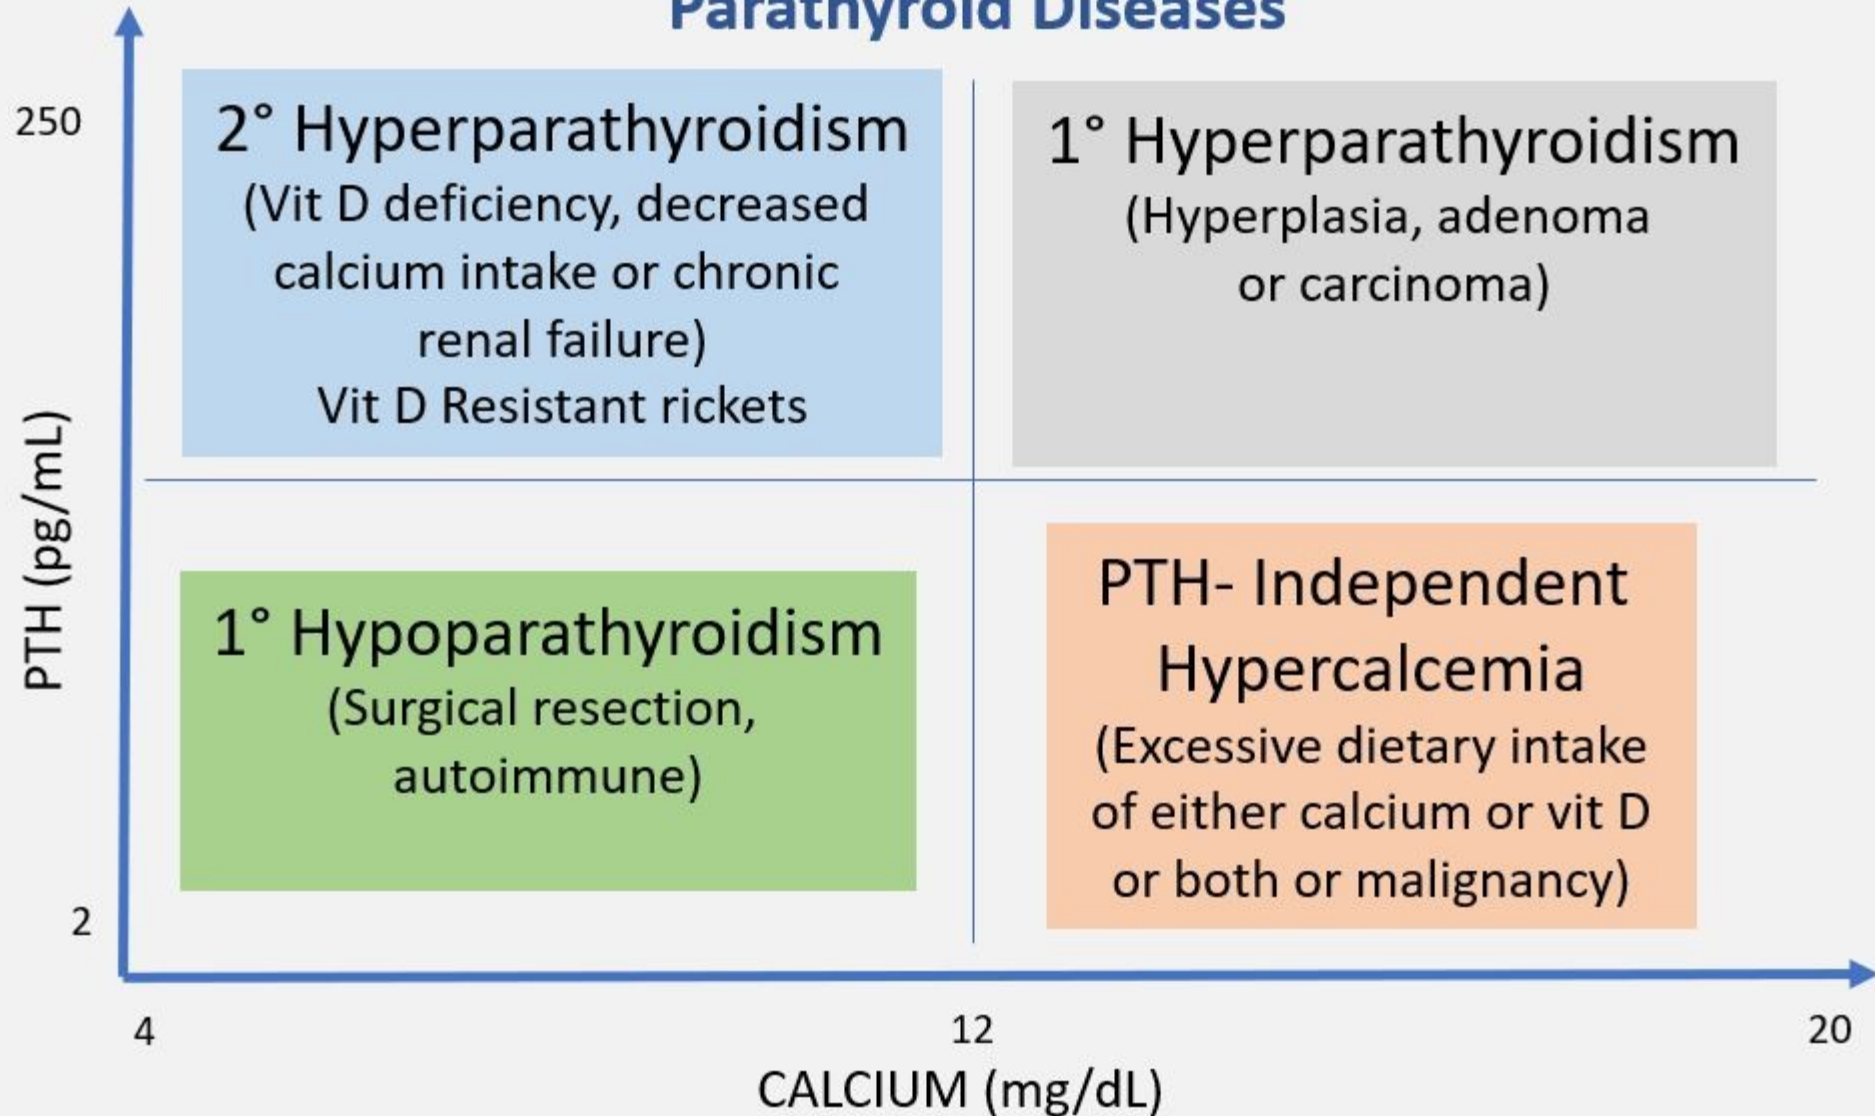 Parathyroid Diseases
250
2° Hyperparathyroidism
(Vit D deficiency, decreased
calcium intake or chronic
renal failure)
Vit D Resistant rickets
1° Hyperparathyroidism
(Hyperplasia, adenoma
or carcinoma)
PTH (pg/mL)
1° Hypoparathyroidism
(Surgical resection,
autoimmune)
PTH- Independent
Hypercalcemia
(Excessive dietary intake
of either calcium or vit D
or both or malignancy)
2
4
12
20
CALCIUM (mg/dL)